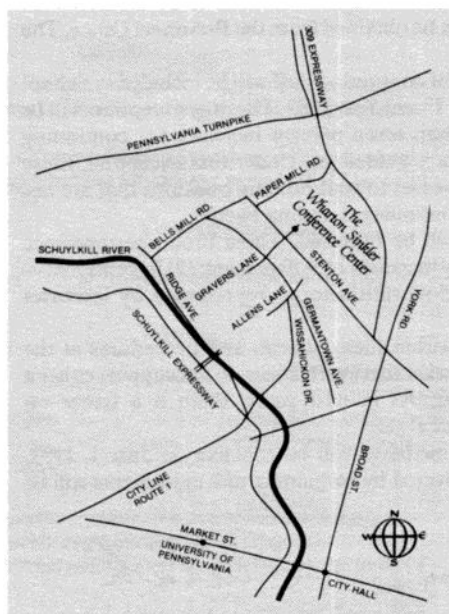 309 EXPRESSWAY
PENNSYLVANIA TURNPIKE
PAPER MILL RD.
BELLS MILL RD.
The
Wharton Sinkler
Conference Center
SCHUYLKILL RIVER
RIDGE AVE.
GRAVERS LANE
STENTON AVE
ALLENS LANE
YORK RD
GERMANTOWN AVE
WISSAHICKON DR.
SCHUYLKILL EXPRESSWAY
BROAD ST.
CITY LINE
ROUTE 1
MARKET ST.
UNIVERSITY OF
PENNSYLVANIA
CITY HALL
N
W E
S